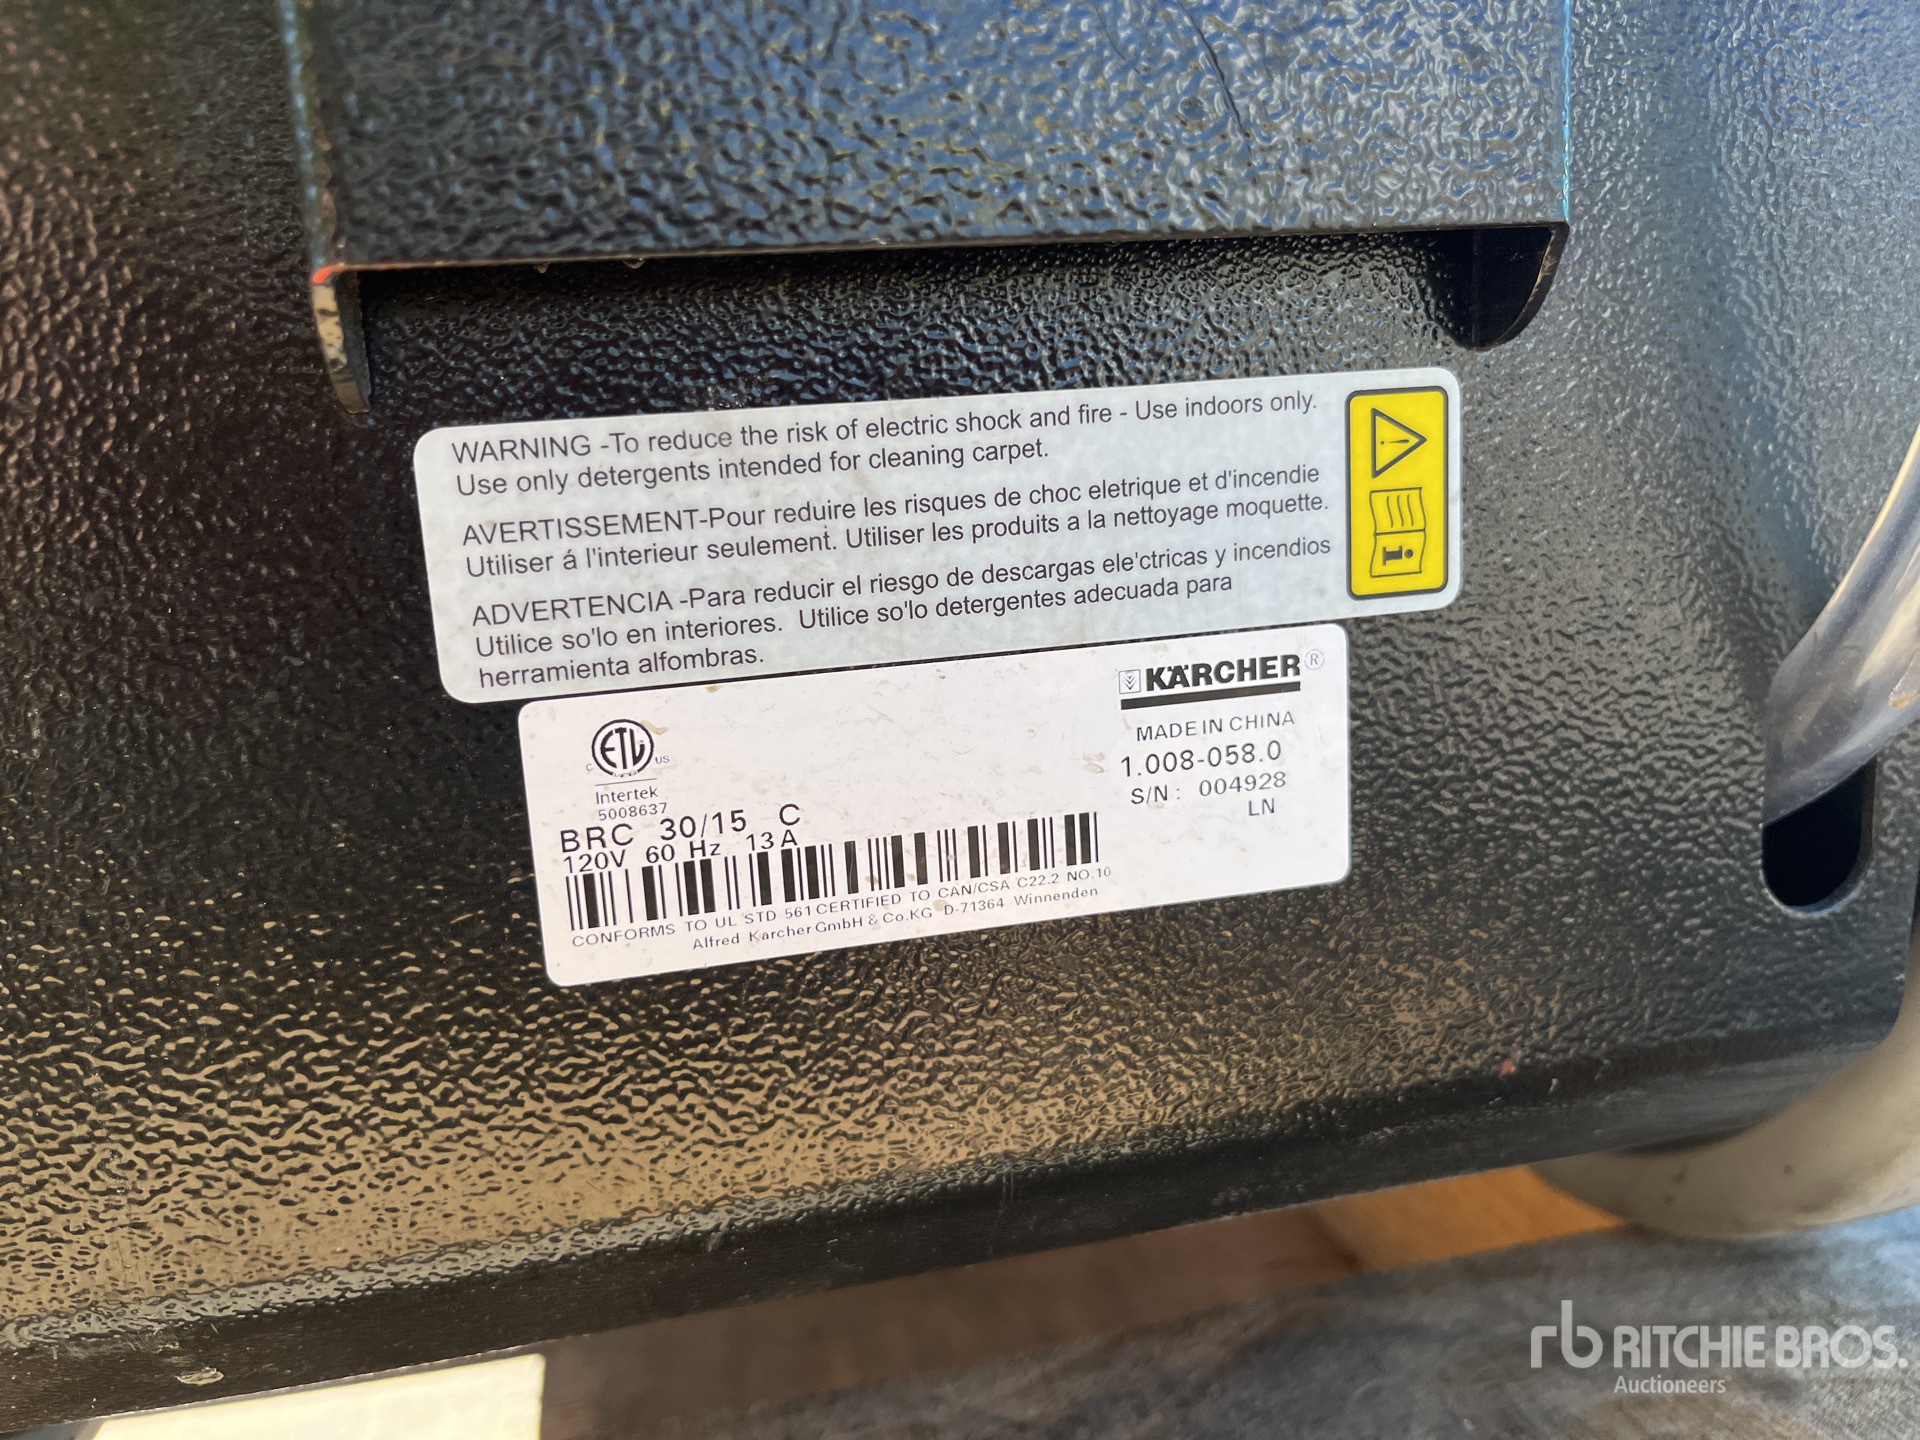 WARNING -To reduce the risk of electric shock and fire - Use indoors only.
Use only detergents intended for cleaning carpet.
AVERTISSEMENT-Pour reduire les risques de choc eletrique et d'incendie
Utiliser á l'interieur seulement. Utiliser les produits a la nettoyage moquette.
ADVERTENCIA -Para reducir el riesgo de descargas ele'ctricas y incendios
Utilice so'lo en interiores. Utilice so'lo detergentes adecuada para
herramienta alfombras.
KÄRCHER ®
MADE IN CHINA
1.008-058.0
S/N: 004928
LN
C ETL US
Intertek
5008637
BRC 30/15 C
120V 60 Hz 13 A
CONFORMS TO UL STD 561 CERTIFIED TO CAN/CSA C22.2 NO.10
Alfred Karcher GmbH & Co.KG D-71364 Winnenden
rb RITCHIE BROS.
Auctioneers